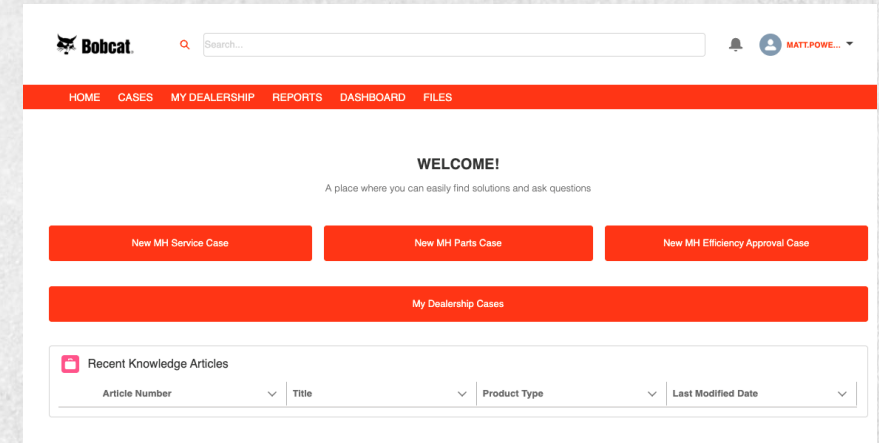 Bobcat.
Search...
MATT.POWE...
HOME CASES MY DEALERSHIP REPORTS DASHBOARD FILES
WELCOME!
A place where you can easily find solutions and ask questions
New MH Service Case
New MH Parts Case
New MH Efficiency Approval Case
My Dealership Cases
Recent Knowledge Articles
Article Number Title Product Type Last Modified Date